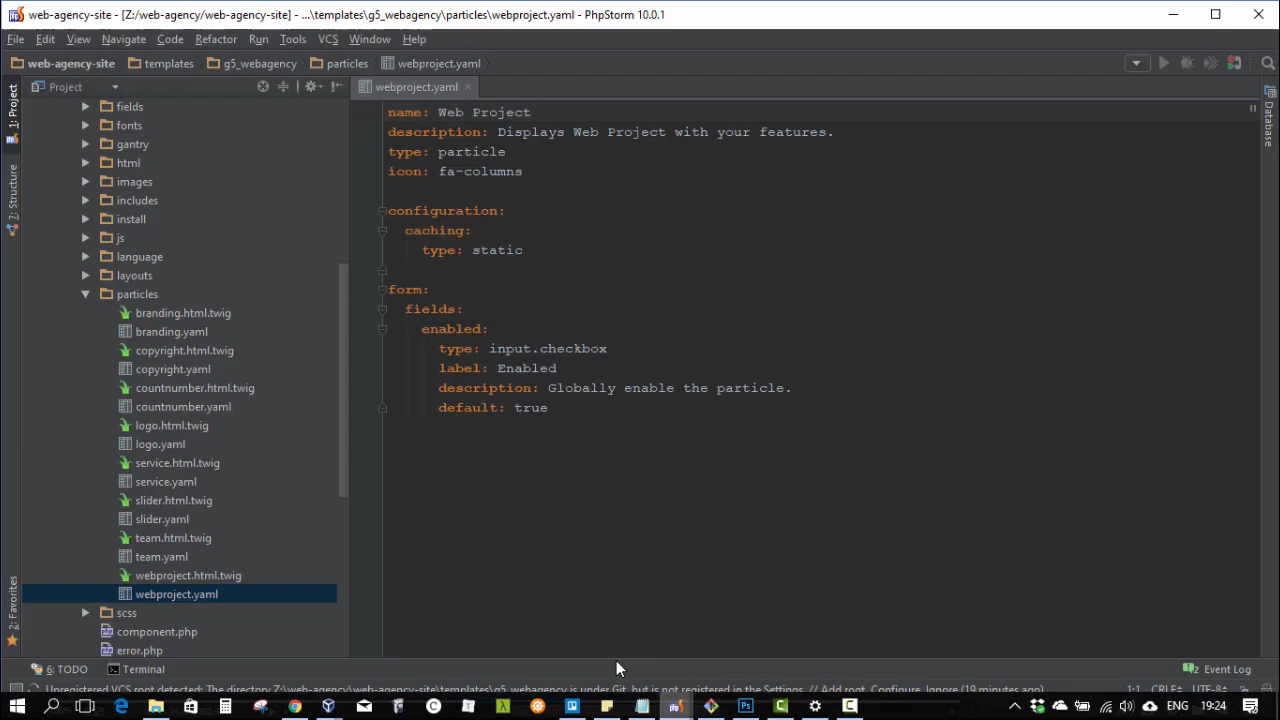 web-agency-site - [Z:/web-agency/web-agency-site] - ...\templates\g5_webagency\particles\webproject.yaml - PhpStorm 10.0.1
File Edit View Navigate Code Refactor Run Tools VCS Window Help
web-agency-site templates g5_webagency particles webproject.yaml
Project
webproject.yaml
1: Project
7: Structure
2: Favorites
fields
fonts
gantry
html
images
includes
install
js
language
layouts
particles
branding.html.twig
branding.yaml
copyright.html.twig
copyright.yaml
countnumber.html.twig
countnumber.yaml
logo.html.twig
logo.yaml
service.html.twig
service.yaml
slider.html.twig
slider.yaml
team.html.twig
team.yaml
webproject.html.twig
webproject.yaml
scss
component.php
error.php
name: Web Project
description: Displays Web Project with your features.
type: particle
icon: fa-columns
configuration:
caching:
type: static
form:
fields:
enabled:
type: input.checkbox
label: Enabled
description: Globally enable the particle.
default: true
Database
6: TODO Terminal
2 Event Log
Unregistered VCS root detected: The directory Z:\web-agency\web-agency-site\templates\g5_webagency is under Git, but is not registered in the Settings. // Add root Configure Ignore (19 minutes ago)
1:1 CRLF÷ UTF-8÷
ENG 19:24